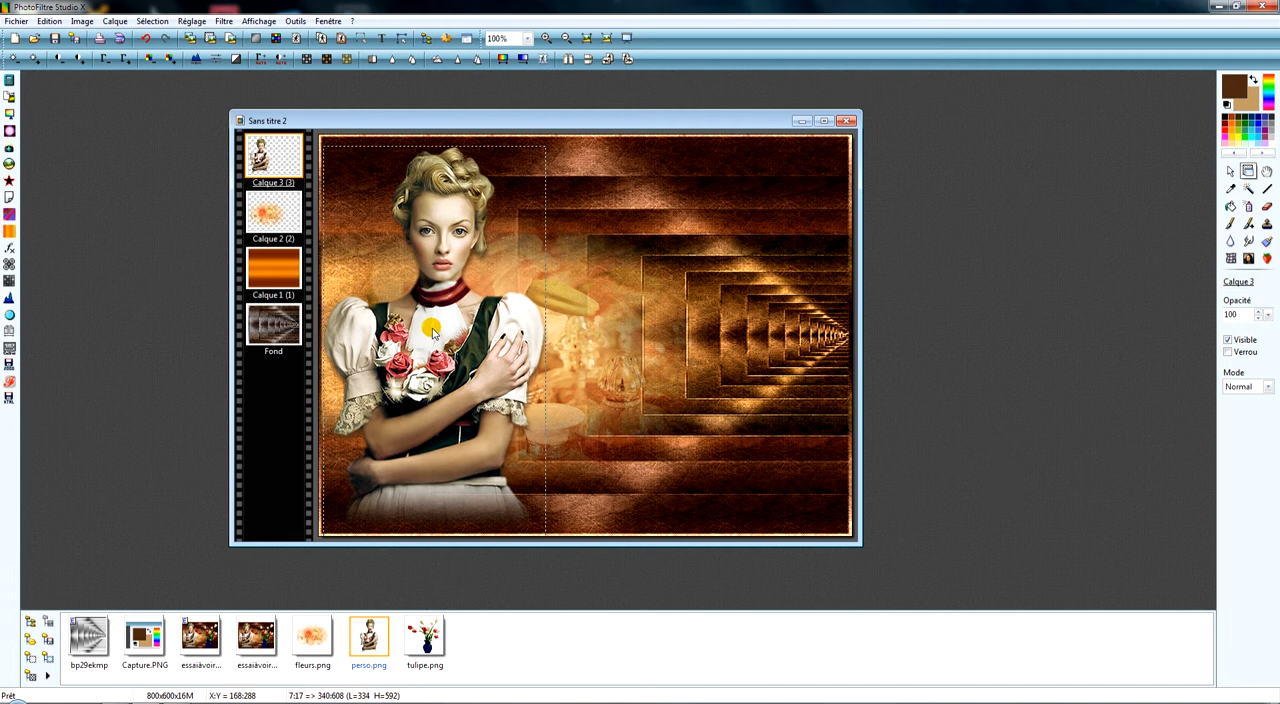 PhotoFiltre Studio X
Fichier Edition Image Calque Sélection Réglage Filtre Affichage Outils Fenêtre ?
100%
Sans titre 2
Calque 3 (3)
Calque 2 (2)
Calque 1 (1)
Fond
Calque 3
Opacité
100
Visible
Verrou
Mode
Normal
bp29ekmp Capture.PNG essaiàvoir... essaiàvoir... fleurs.png perso.png tulipe.png
Prêt 800x600x16M X:Y = 168:288 7:17 => 340:608 (L=334 H=592)